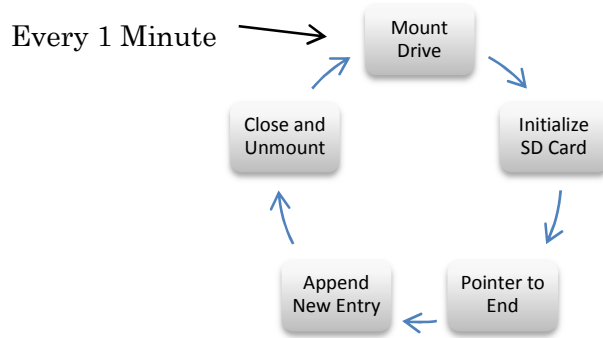 Every 1 Minute
Mount
Drive
Initialize
SD Card
Pointer to
End
Append
New Entry
Close and
Unmount